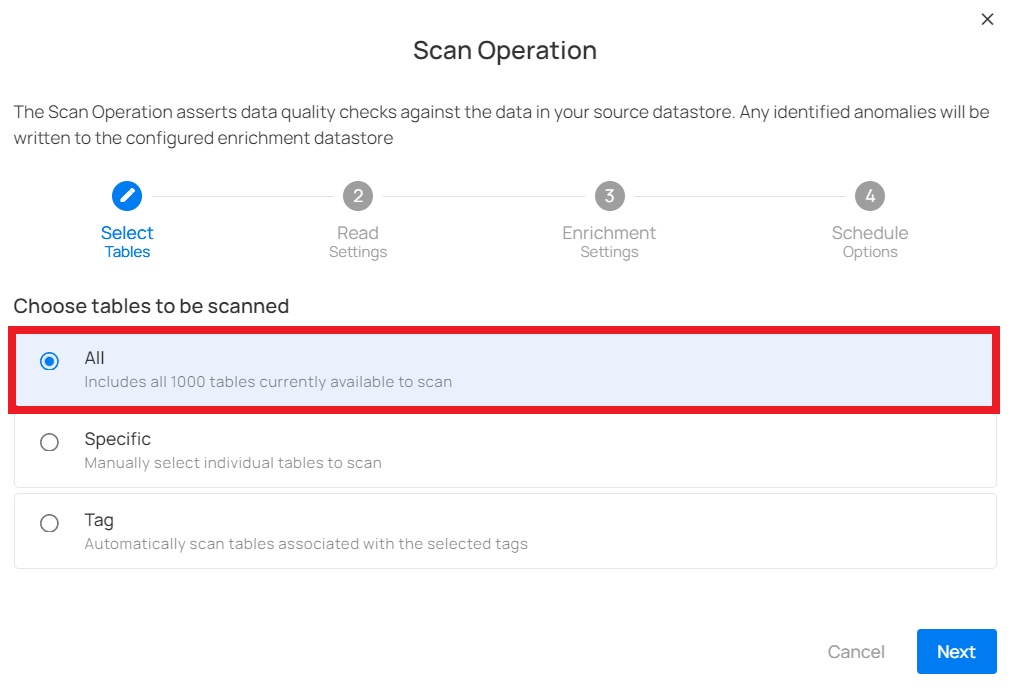 Scan Operation
The Scan Operation asserts data quality checks against the data in your source datastore. Any identified anomalies will be
written to the configured enrichment datastore
2
3
4
Select
Tables
Read
Settings
Enrichment
Settings
Schedule
Options
Choose tables to be scanned
All
Includes all 1000 tables currently available to scan
Specific
Manually select individual tables to scan
Tag
Automatically scan tables associated with the selected tags
Cancel
Next